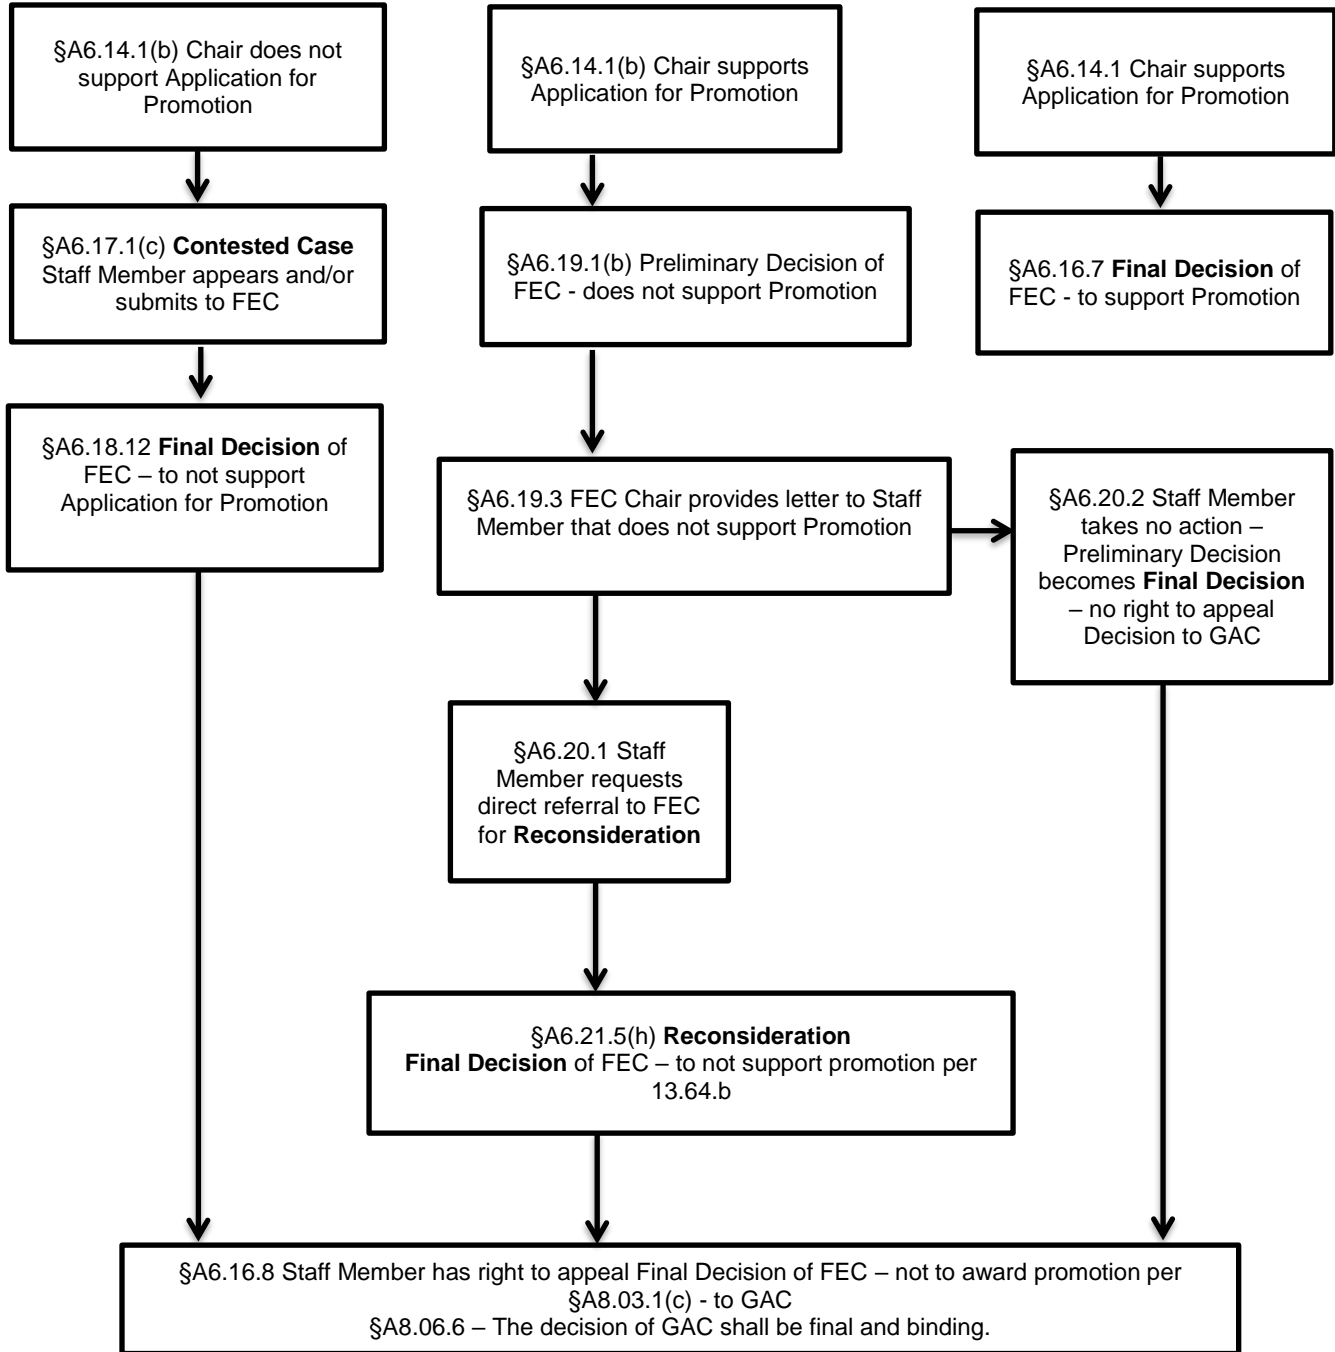 §A6.14.1(b) Chair does not
support Application for
Promotion
§A6.14.1(b) Chair supports
Application for Promotion
§A6.14.1 Chair supports
Application for Promotion
§A6.17.1(c) Contested Case
Staff Member appears and/or
submits to FEC
§A6.19.1(b) Preliminary Decision of
FEC - does not support Promotion
§A6.16.7 Final Decision of
FEC - to support Promotion
§A6.18.12 Final Decision of
FEC – to not support
Application for Promotion
§A6.19.3 FEC Chair provides letter to Staff
Member that does not support Promotion
§A6.20.2 Staff Member
takes no action –
Preliminary Decision
becomes Final Decision
– no right to appeal
Decision to GAC
§A6.20.1 Staff
Member requests
direct referral to FEC
for Reconsideration
§A6.21.5(h) Reconsideration
Final Decision of FEC – to not support promotion per
13.64.b
§A6.16.8 Staff Member has right to appeal Final Decision of FEC – not to award promotion per
§A8.03.1(c) - to GAC
§A8.06.6 – The decision of GAC shall be final and binding.